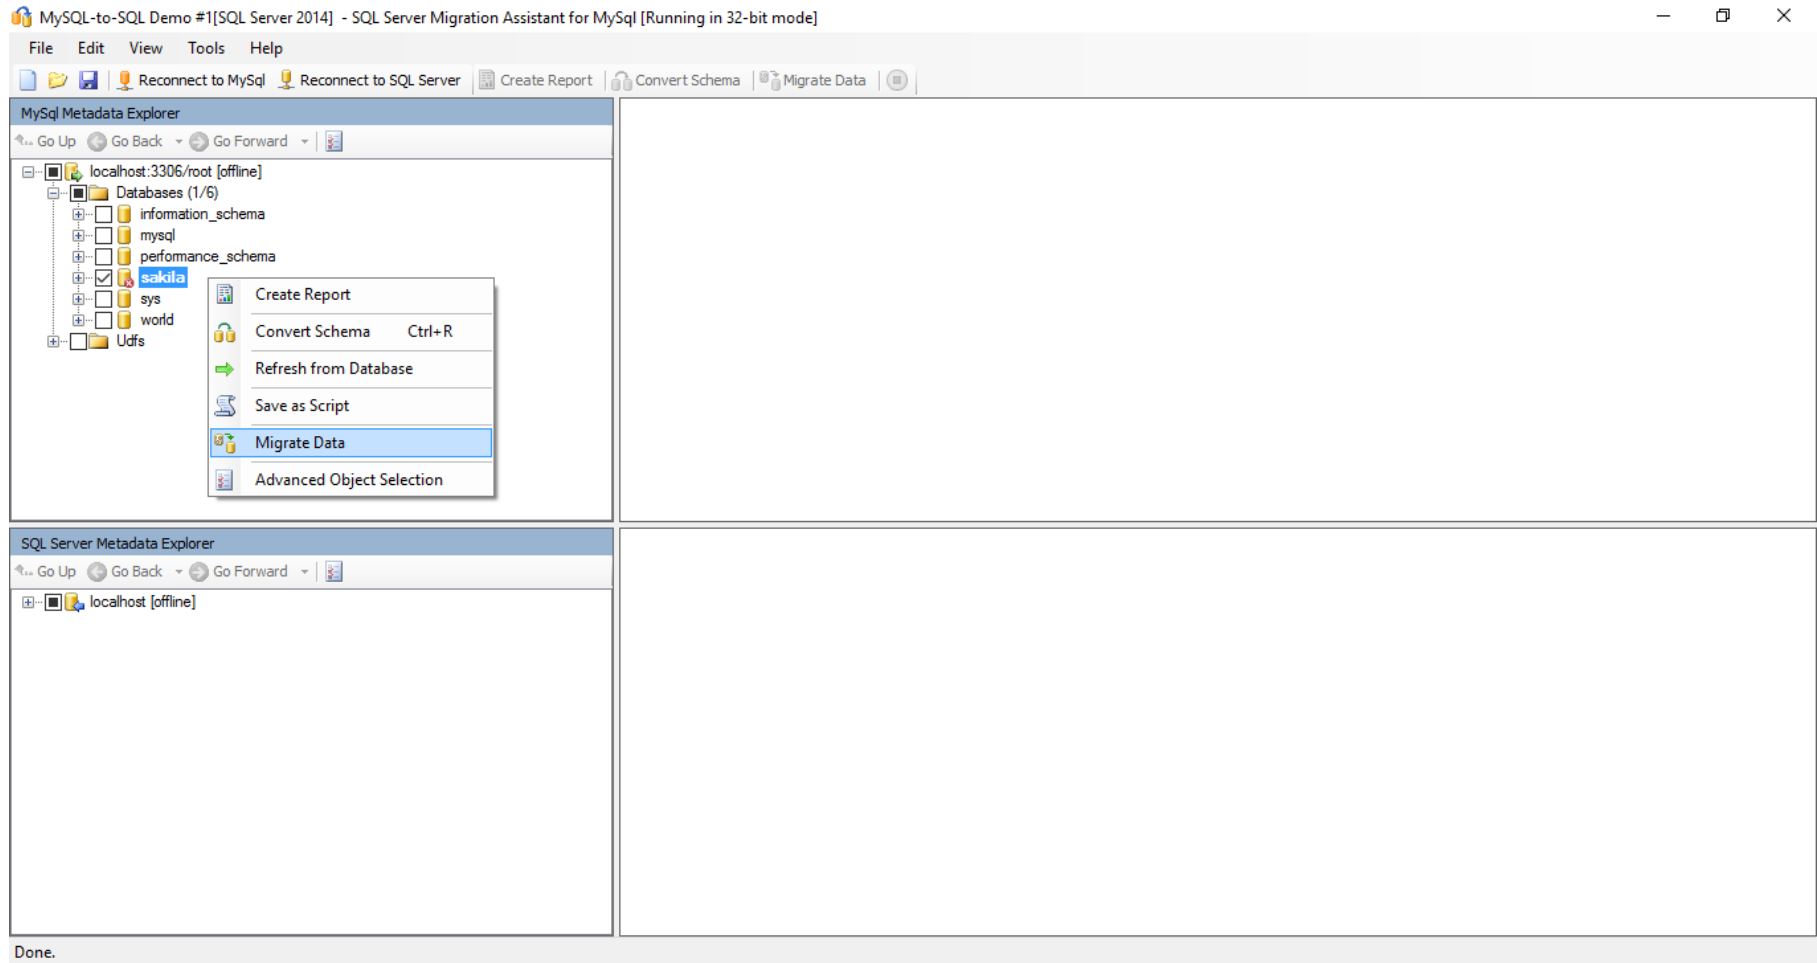 MySQL-to-SQL Demo #1[SQL Server 2014] - SQL Server Migration Assistant for MySql [Running in 32-bit mode]
File Edit View Tools Help
Reconnect to MySql Reconnect to SQL Server Create Report Convert Schema Migrate Data
MySql Metadata Explorer
Go Up Go Back Go Forward
localhost:3306/root [offline]
Databases (1/6)
information_schema
mysql
performance_schema
sakila
sys
world
Udfs
Create Report
Convert Schema Ctrl+R
Refresh from Database
Save as Script
Migrate Data
Advanced Object Selection
SQL Server Metadata Explorer
Go Up Go Back Go Forward
localhost [offline]
Done.